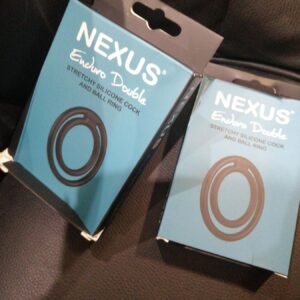 NEXUS®
Enduro Double
STRETCHY SILICONE COCK
AND BALL RING
NEXUS®
Enduro Double
STRETCHY SILICONE COCK
AND BALL RING